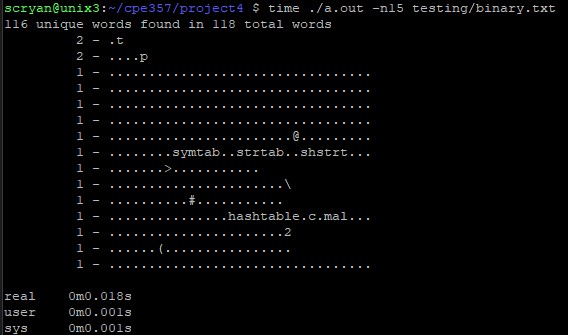 scryan@unix3:~/cpe357/project4 $ time ./a.out -n15 testing/binary.txt
116 unique words found in 118 total words
         2 - .t
         2 - ....p
         1 - .................................
         1 - .................................
         1 - .................................
         1 - .................................
         1 - .......................@.........
         1 - ........symtab..strtab..shstrt...
         1 - .......>...........
         1 - ......................\
         1 - ..........#...........
         1 - ...............hashtable.c.mal...
         1 - ......................2
         1 - ......(................
         1 - .................................

real    0m0.018s
user    0m0.001s
sys     0m0.001s